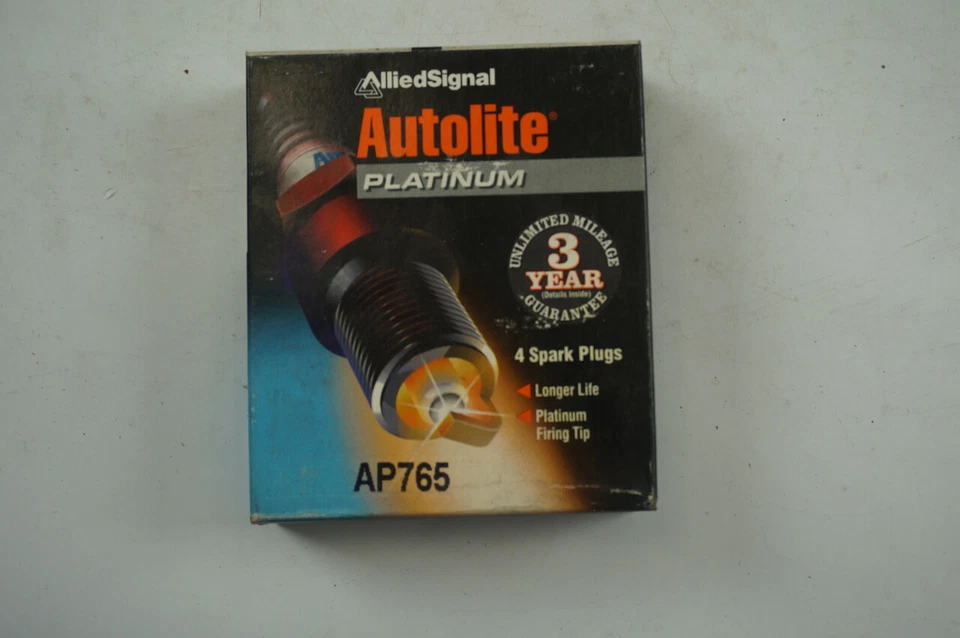 AlliedSignal
Autolite®
PLATINUM
UNLIMITED MILEAGE
3
YEAR
(Details Inside)
GUARANTEE
4 Spark Plugs
Longer Life
Platinum
Firing Tip
AP765